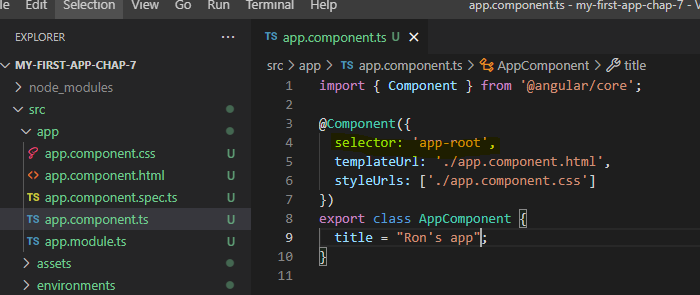 File Edit Selection View Go Run Terminal Help app.component.ts - my-first-app-chap-7 - V
EXPLORER ···
MY-FIRST-APP-CHAP-7
node_modules
src
app
app.component.css U
app.component.html U
TS app.component.spec.ts U
TS app.component.ts U
TS app.module.ts U
assets
environments
TS app.component.ts U ×
src > app > TS app.component.ts > AppComponent > title
1 import { Component } from '@angular/core';
2
3 @Component({
4 selector: 'app-root',
5 templateUrl: './app.component.html',
6 styleUrls: ['./app.component.css']
7 })
8 export class AppComponent {
9 title = "Ron's app";
10 }
11